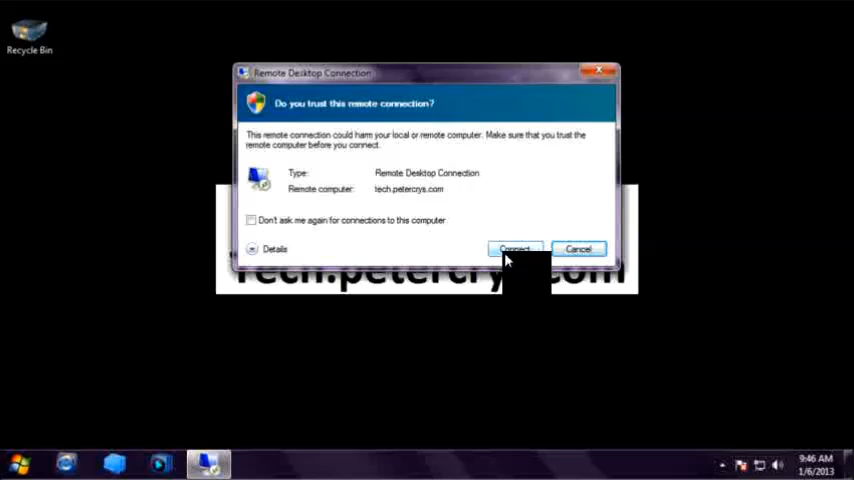 Recycle Bin
Remote Desktop Connection
Do you trust this remote connection?
This remote connection could harm your local or remote computer. Make sure that you trust the
remote computer before you connect.
Type: Remote Desktop Connection
Remote computer: tech.petercrys.com
Don't ask me again for connections to this computer
Details
Connect
Cancel
9:46 AM
1/6/2013